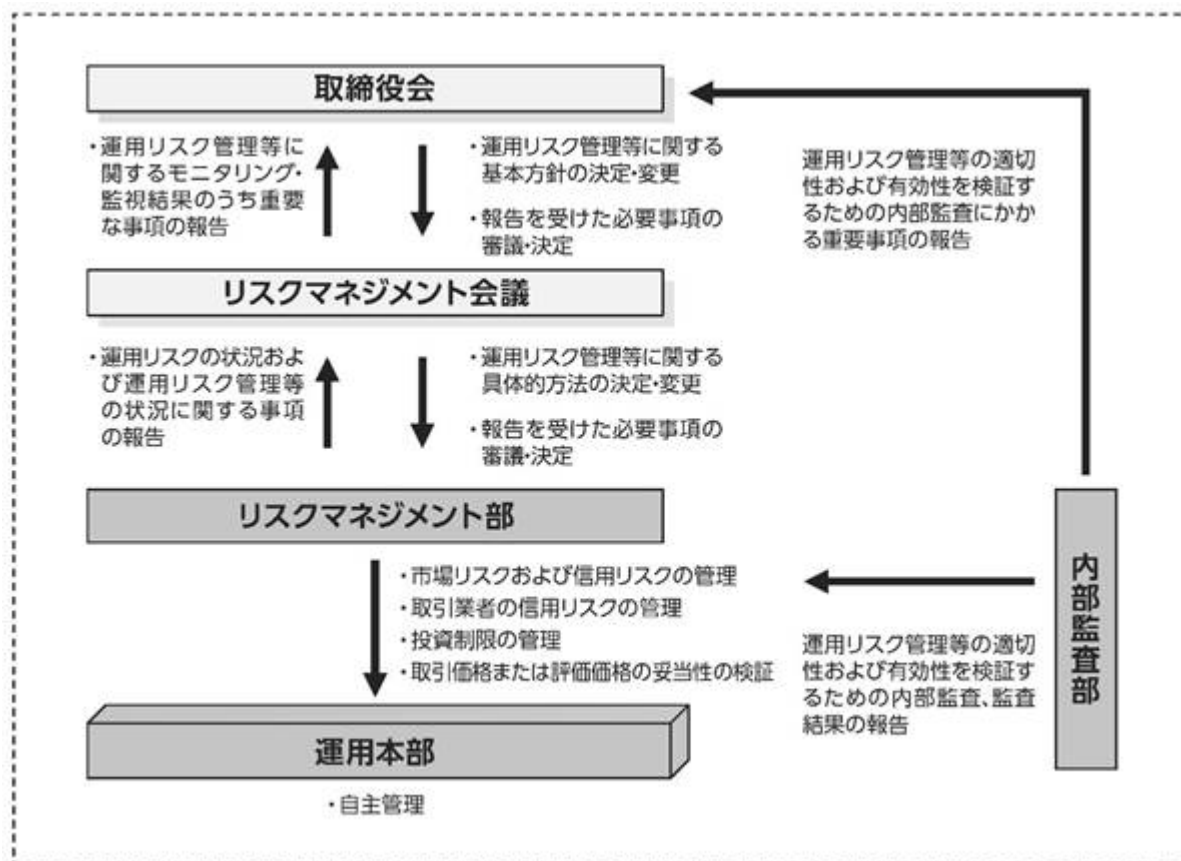 取締役会
・運用リスク管理等に
関するモニタリング・
監視結果のうち重要
な事項の報告
・運用リスク管理等に関する
基本方針の決定・変更
・報告を受けた必要事項の
審議・決定
運用リスク管理等の適切
性および有効性を検証す
るための内部監査にかか
る重要事項の報告
リスクマネジメント会議
・運用リスクの状況およ
び運用リスク管理等
の状況に関する事項
の報告
・運用リスク管理等に関する
具体的方法の決定・変更
・報告を受けた必要事項の
審議・決定
リスクマネジメント部
・市場リスクおよび信用リスクの管理
・取引業者の信用リスクの管理
・投資制限の管理
・取引価格または評価価格の妥当性の検証
運用リスク管理等の適切
性および有効性を検証す
るための内部監査、監査
結果の報告
内部監査部
運用本部
・自主管理